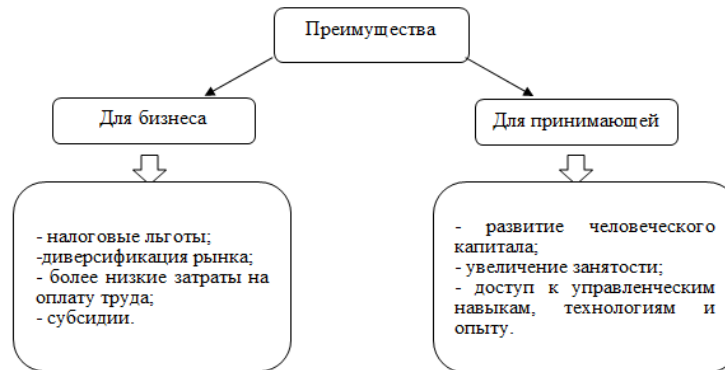 Преимущества
Для бизнеса
Для принимающей
- налоговые льготы;
-диверсификация рынка;
- более низкие затраты на
оплату труда;
- субсидии.
- развитие человеческого
капитала;
- увеличение занятости;
- доступ к управленческим
навыкам, технологиям и
опыту.